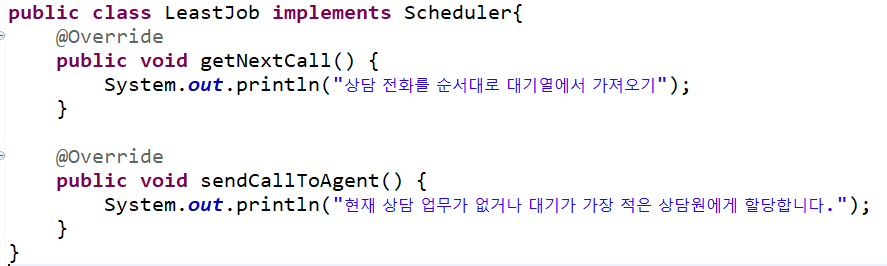 public class LeastJob implements Scheduler{
    @Override
    public void getNextCall() {
        System.out.println("상담 전화를 순서대로 대기열에서 가져오기");
    }

    @Override
    public void sendCallToAgent() {
        System.out.println("현재 상담 업무가 없거나 대기가 가장 적은 상담원에게 할당합니다.");
    }
}